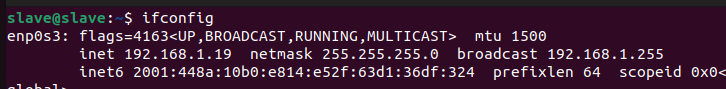 slave@slave:~$ ifconfig
enp0s3: flags=4163<UP,BROADCAST,RUNNING,MULTICAST>  mtu 1500
        inet 192.168.1.19  netmask 255.255.255.0  broadcast 192.168.1.255
        inet6 2001:448a:10b0:e814:e52f:63d1:36df:324  prefixlen 64  scopeid 0x0<
global>